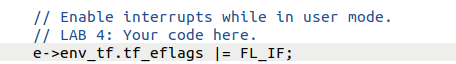 // Enable interrupts while in user mode.
// LAB 4: Your code here.
e->env_tf.tf_eflags |= FL_IF;